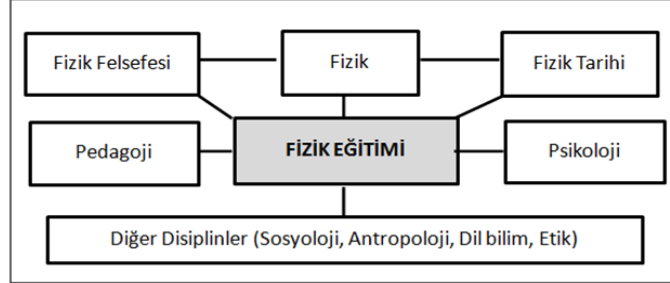 Fizik Felsefesi
Fizik
Fizik Tarihi
Pedagoji
FİZİK EĞİTİMİ
Psikoloji
Diğer Disiplinler (Sosyoloji, Antropoloji, Dil bilim, Etik)